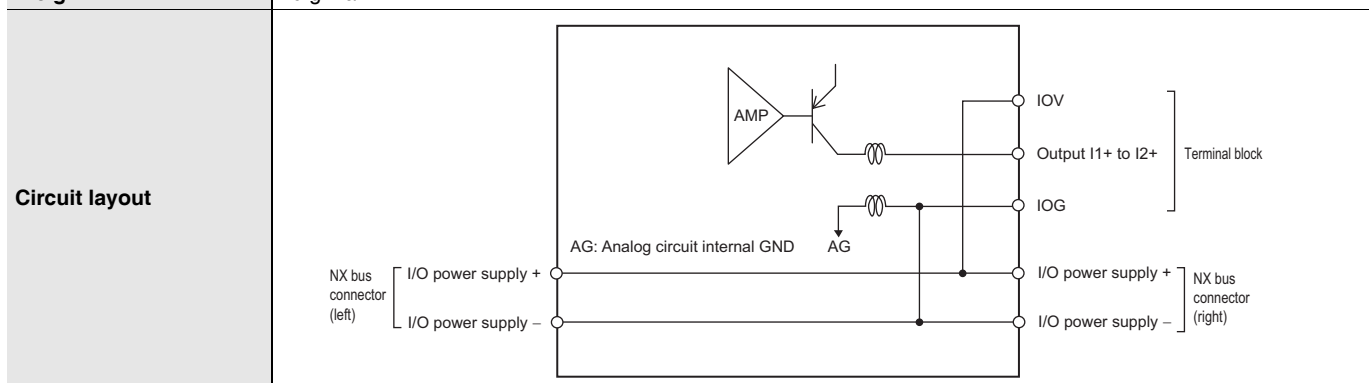 Circuit layout
AMP
IOV
Output I1+ to I2+
IOG
Terminal block
AG: Analog circuit internal GND
AG
NX bus
connector
(left)
I/O power supply +
I/O power supply –
I/O power supply +
I/O power supply –
NX bus
connector
(right)